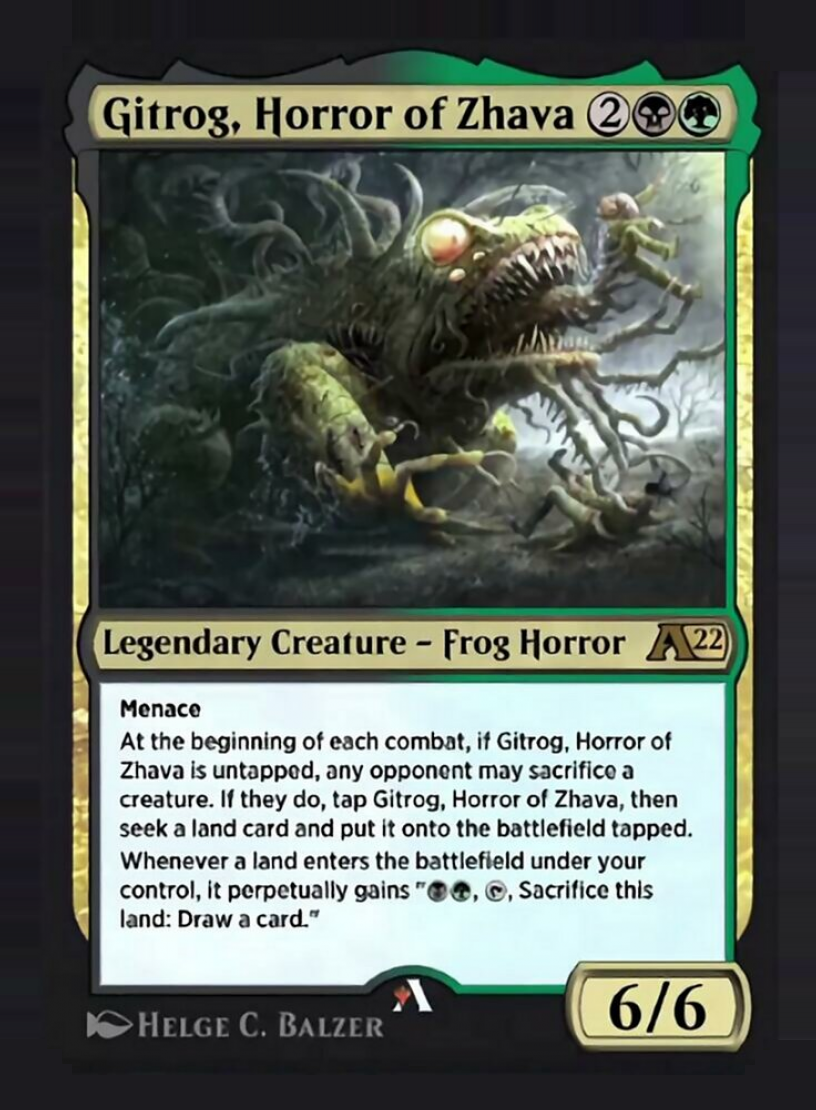 Gitrog, Horror of Zhava 2
Legendary Creature – Frog Horror A22
Menace
At the beginning of each combat, if Gitrog, Horror of
Zhava is untapped, any opponent may sacrifice a
creature. If they do, tap Gitrog, Horror of Zhava, then
seek a land card and put it onto the battlefield tapped.
Whenever a land enters the battlefield under your
control, it perpetually gains " , , Sacrifice this
land: Draw a card."
6/6
Helge C. Balzer